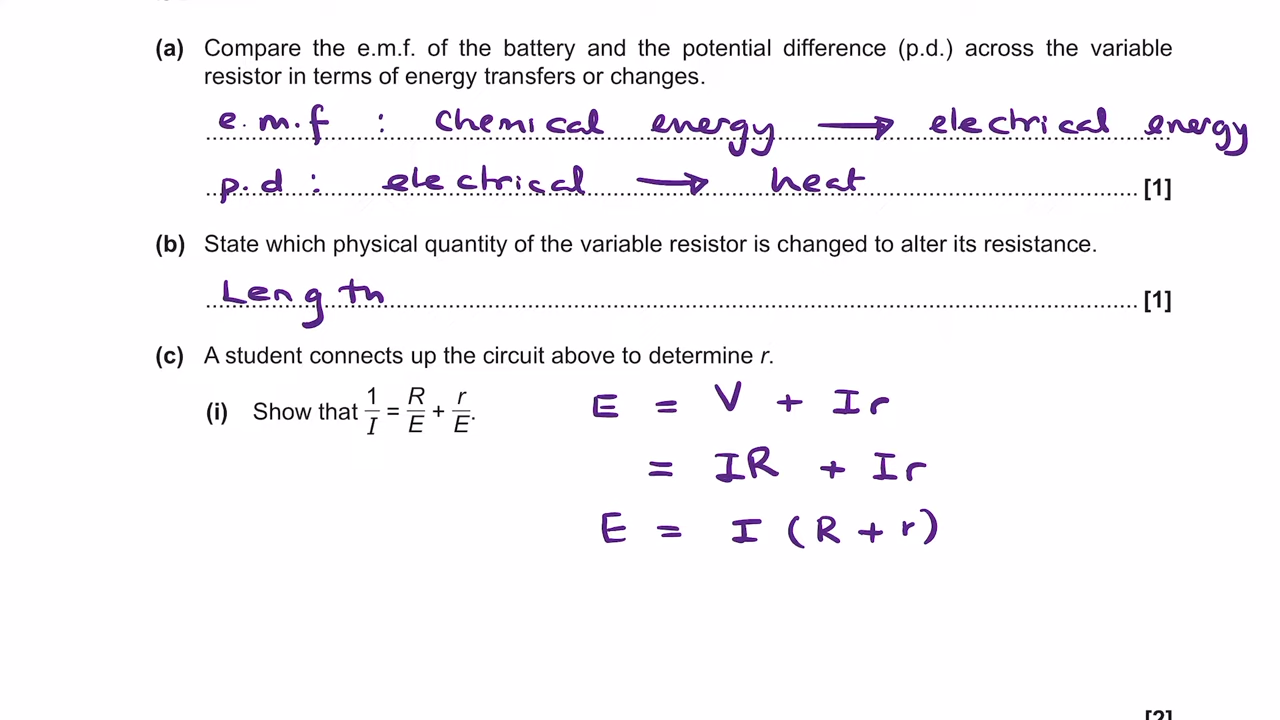 (a) Compare the e.m.f. of the battery and the potential difference (p.d.) across the variable
resistor in terms of energy transfers or changes.
e.m.f : chemical energy → electrical energy
p.d : electrical → heat [1]
(b) State which physical quantity of the variable resistor is changed to alter its resistance.
Length [1]
(c) A student connects up the circuit above to determine r.
(i) Show that 1/I = R/E + r/E.
E = V + Ir
= IR + Ir
E = I (R + r)
[2]